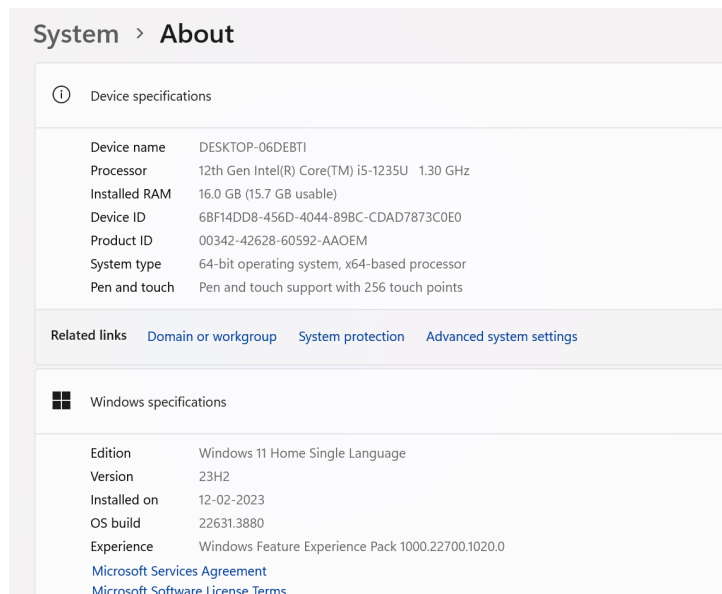 System > About
Device specifications
Device name DESKTOP-06DEBTI
Processor 12th Gen Intel(R) Core(TM) i5-1235U 1.30 GHz
Installed RAM 16.0 GB (15.7 GB usable)
Device ID 6BF14DD8-456D-4044-89BC-CDAD7873C0E0
Product ID 00342-42628-60592-AAOEM
System type 64-bit operating system, x64-based processor
Pen and touch Pen and touch support with 256 touch points
Related links Domain or workgroup System protection Advanced system settings
Windows specifications
Edition Windows 11 Home Single Language
Version 23H2
Installed on 12-02-2023
OS build 22631.3880
Experience Windows Feature Experience Pack 1000.22700.1020.0
Microsoft Services Agreement
Microsoft Software License Terms